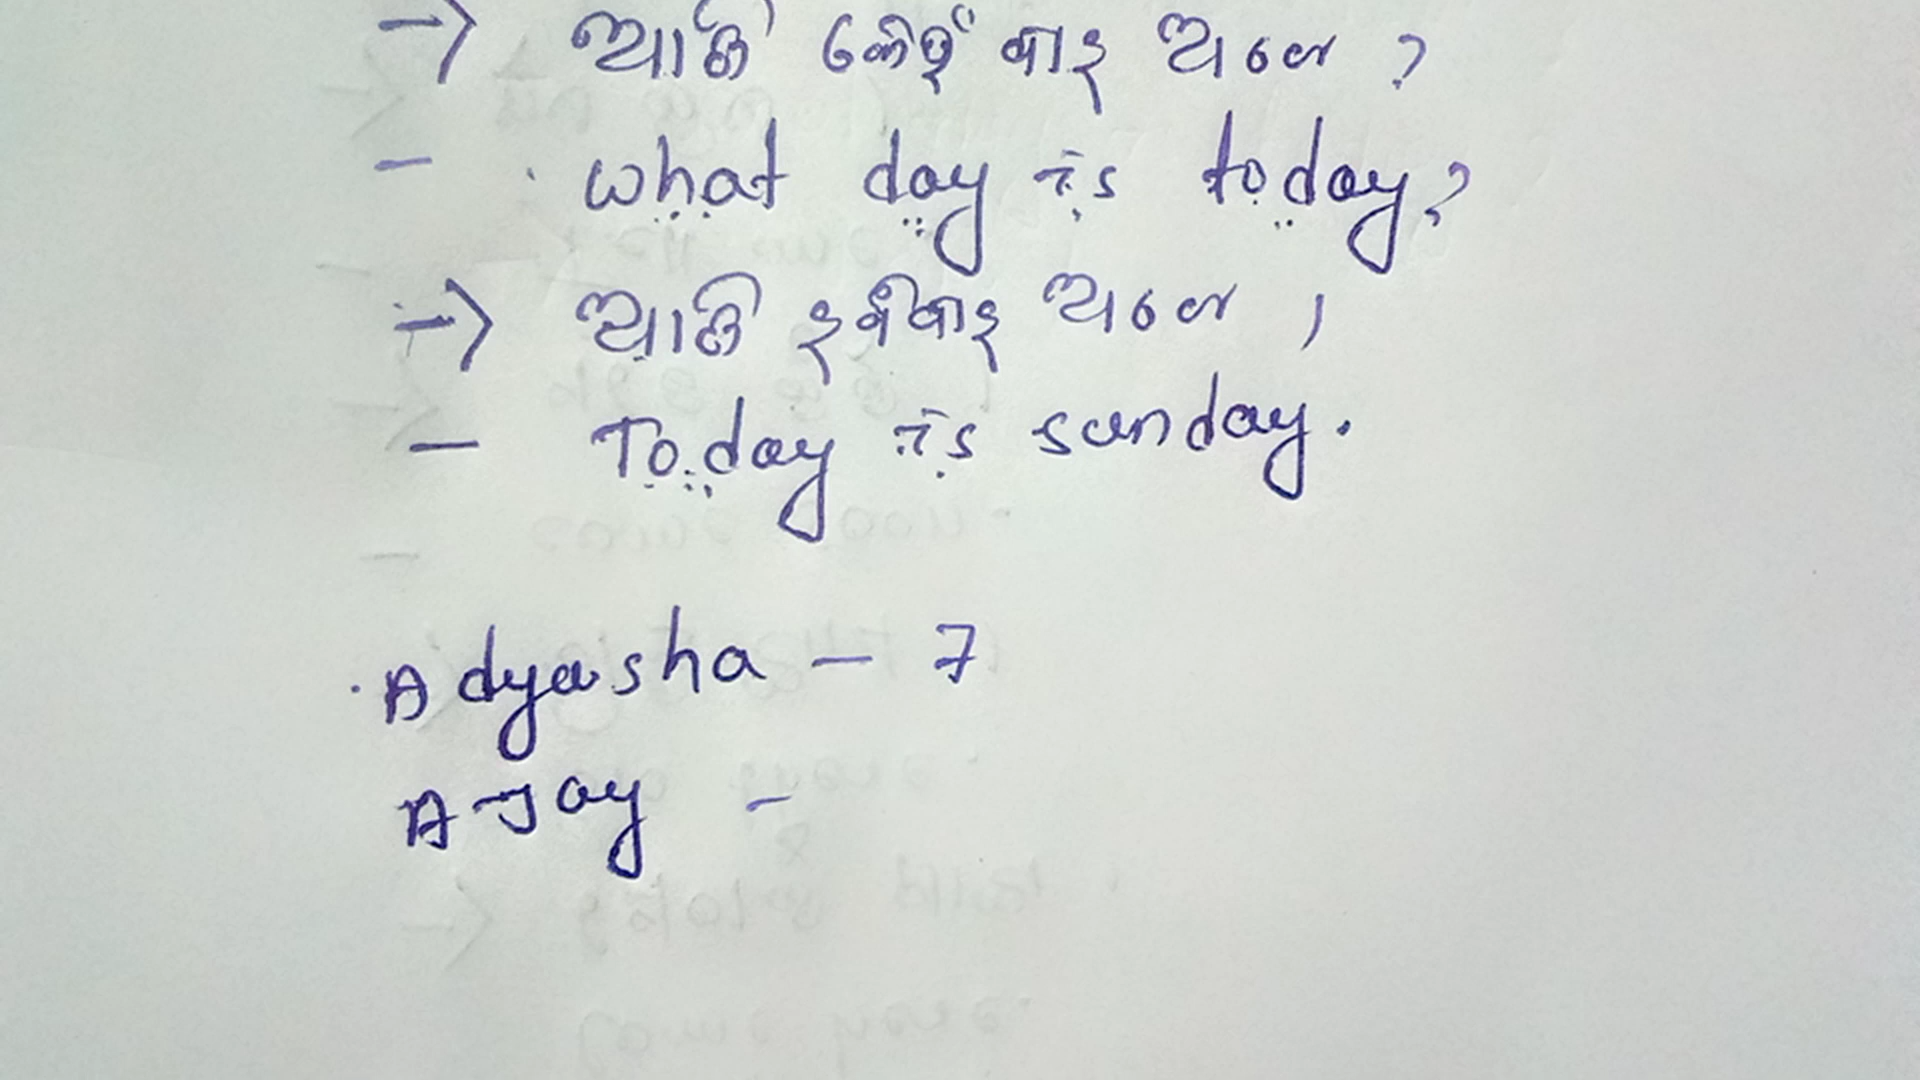 → ଆଜି କେଉଁ ବାର ଅଟେ ?
- what day is today?
→ ଆଜି ରବିବାର ଅଟେ ।
- Today is sunday.
Adyasha - 7
Ajay -